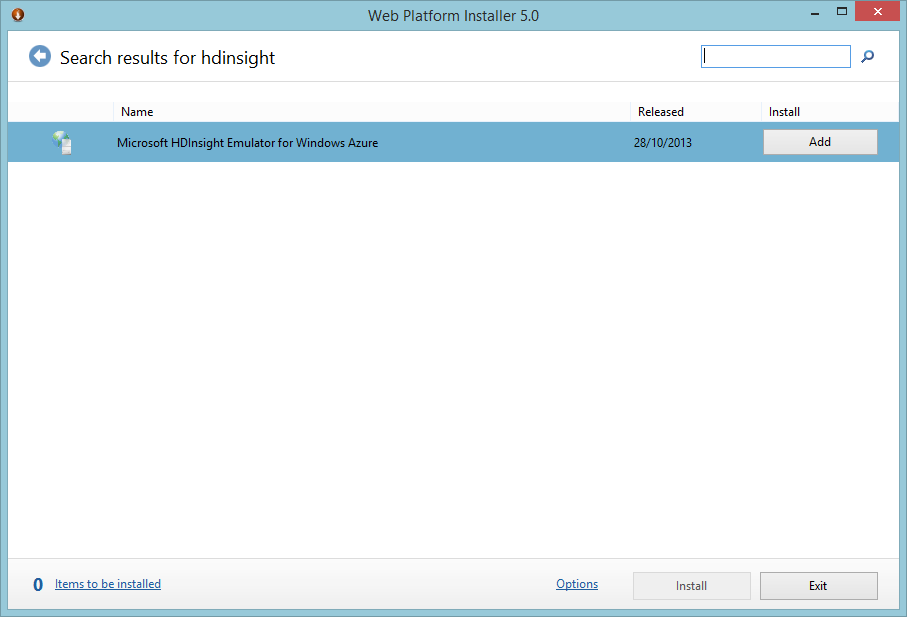 Web Platform Installer 5.0
Search results for hdinsight
Name Released Install
Microsoft HDInsight Emulator for Windows Azure 28/10/2013 Add
0 Items to be installed Options Install Exit